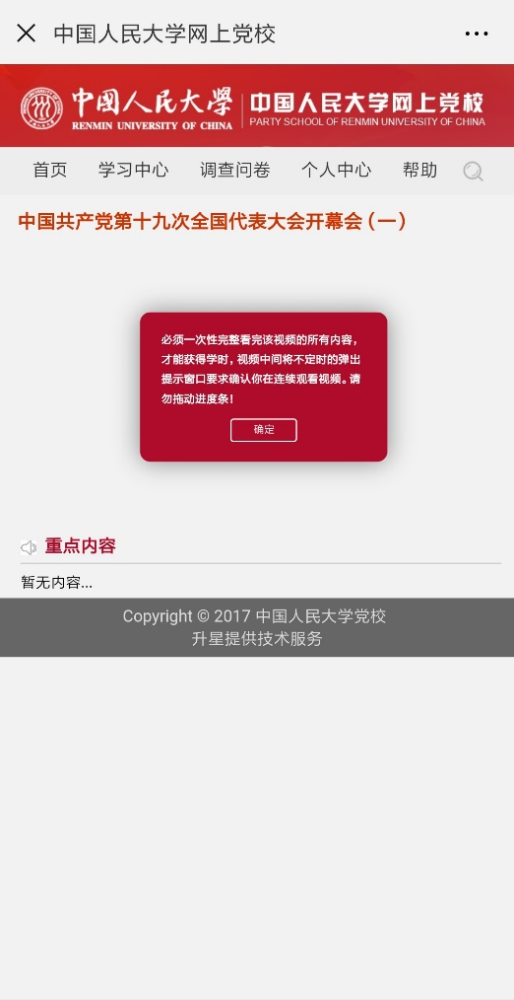 中国人民大学网上党校
中国人民大学 中国人民大学网上党校
RENMIN UNIVERSITY OF CHINA PARTY SCHOOL OF RENMIN UNIVERSITY OF CHINA
首页 学习中心 调查问卷 个人中心 帮助
中国共产党第十九次全国代表大会开幕会(一)
必须一次性完整看完该视频的所有内容,
才能获得学时,视频中间将不定时的弹出
提示窗口要求确认你在连续观看视频。请
勿拖动进度条!
确定
重点内容
暂无内容...
Copyright © 2017 中国人民大学党校
升星提供技术服务